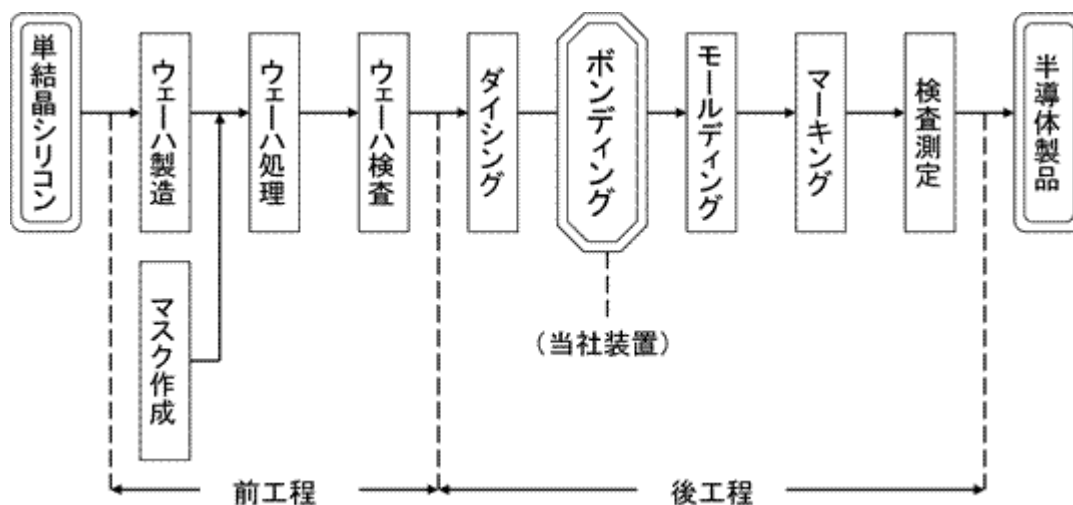 単結晶シリコン
ウェーハ製造
ウェーハ処理
ウェーハ検査
ダイシング
ボンディング
モールディング
マーキング
検査測定
半導体製品
マスク作成
(当社装置)
前工程
後工程